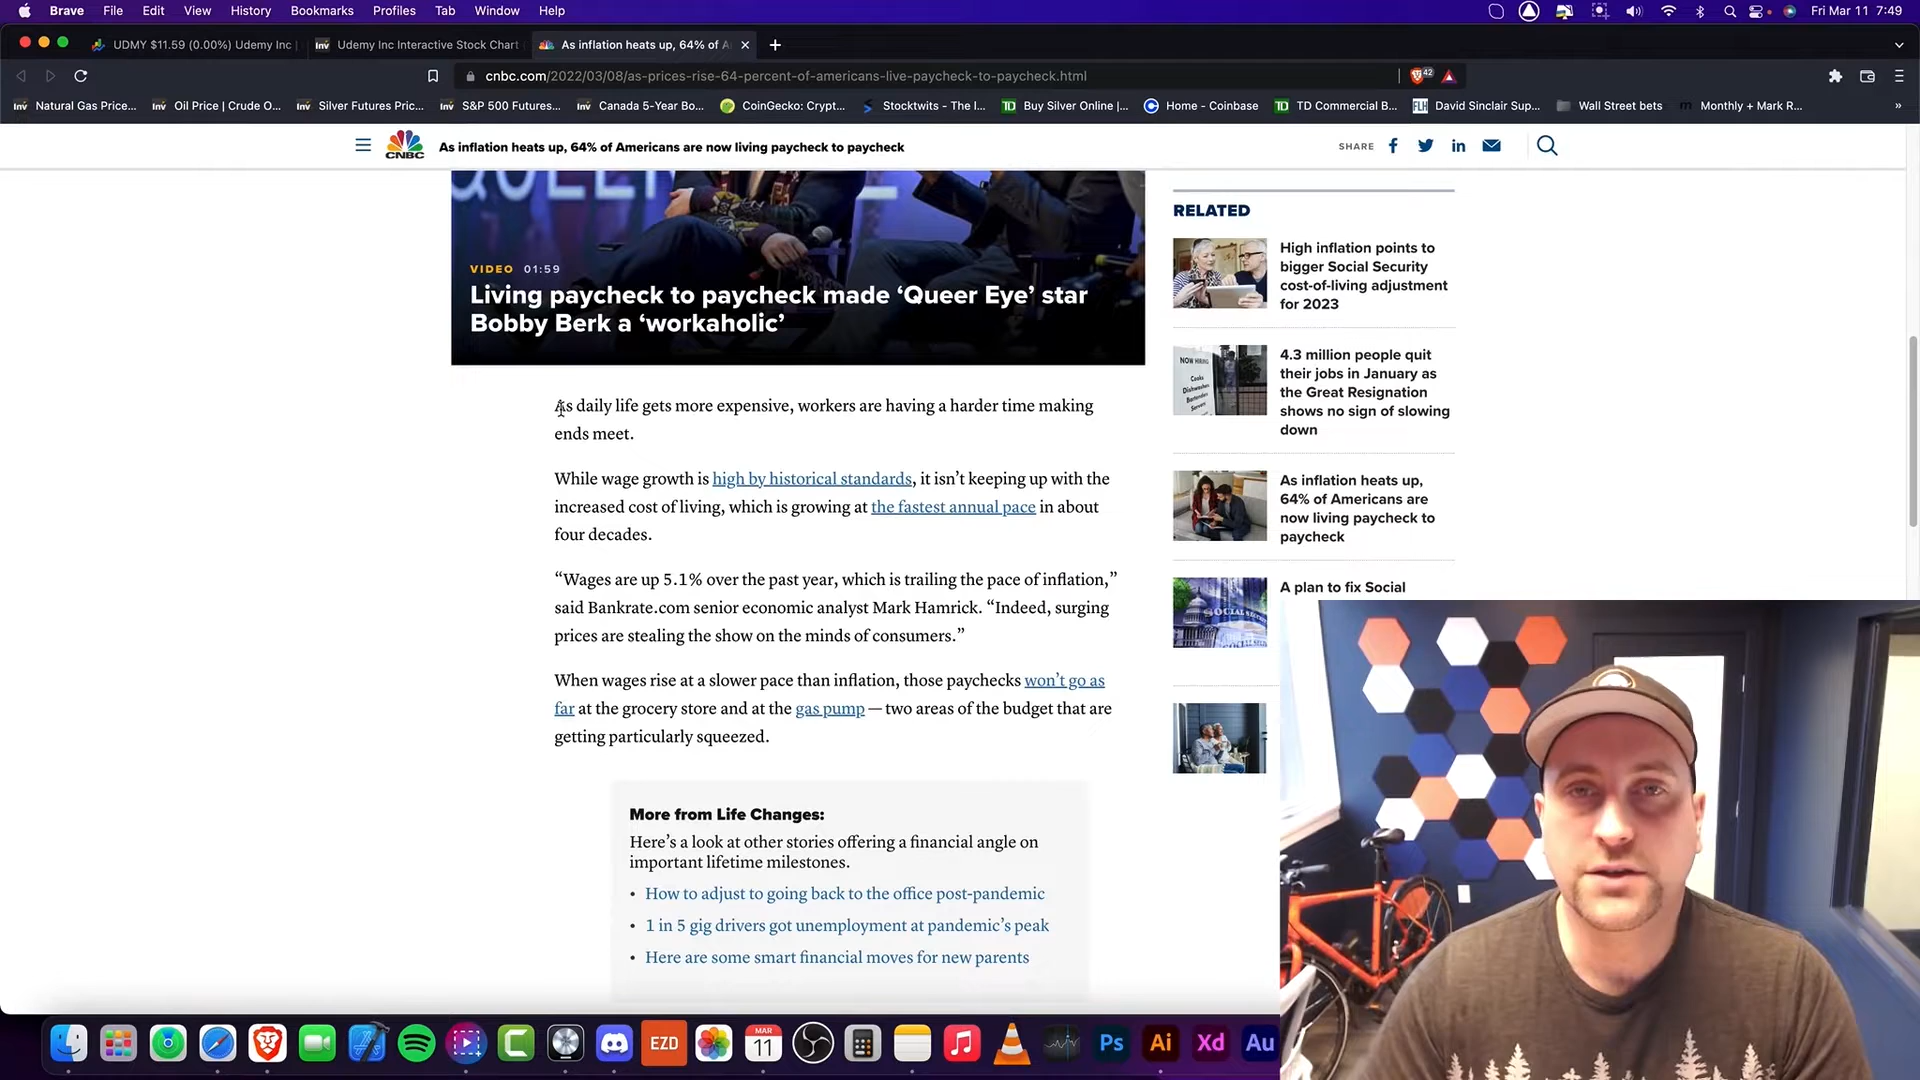 Brave File Edit View History Bookmarks Profiles Tab Window Help
Fri Mar 11 7:49
UDMY $11.59 (0.00%) Udemy Inc |
Inv Udemy Inc Interactive Stock Chart
As inflation heats up, 64% of A
cnbc.com/2022/03/08/as-prices-rise-64-percent-of-americans-live-paycheck-to-paycheck.html
42
Inv Natural Gas Price... Inv Oil Price | Crude O... Inv Silver Futures Pric... Inv S&P 500 Futures... Inv Canada 5-Year Bo... CoinGecko: Crypt... Stocktwits - The I... TD Buy Silver Online |... Home - Coinbase TD TD Commercial B... FLH David Sinclair Sup... Wall Street bets m Monthly + Mark R... »
CNBC
As inflation heats up, 64% of Americans are now living paycheck to paycheck
SHARE
VIDEO 01:59
Living paycheck to paycheck made ‘Queer Eye’ star
Bobby Berk a ‘workaholic’
As daily life gets more expensive, workers are having a harder time making
ends meet.
While wage growth is high by historical standards, it isn’t keeping up with the
increased cost of living, which is growing at the fastest annual pace in about
four decades.
“Wages are up 5.1% over the past year, which is trailing the pace of inflation,”
said Bankrate.com senior economic analyst Mark Hamrick. “Indeed, surging
prices are stealing the show on the minds of consumers.”
When wages rise at a slower pace than inflation, those paychecks won’t go as
far at the grocery store and at the gas pump — two areas of the budget that are
getting particularly squeezed.
More from Life Changes:
Here’s a look at other stories offering a financial angle on
important lifetime milestones.
• How to adjust to going back to the office post-pandemic
• 1 in 5 gig drivers got unemployment at pandemic’s peak
• Here are some smart financial moves for new parents
RELATED
High inflation points to
bigger Social Security
cost-of-living adjustment
for 2023
NOW HIRING
Cooks
Dishwashers
Bartenders
4.3 million people quit
their jobs in January as
the Great Resignation
shows no sign of slowing
down
As inflation heats up,
64% of Americans are
now living paycheck to
paycheck
A plan to fix Social
EZD
MAR
11
Ps
Ai
Xd
Au